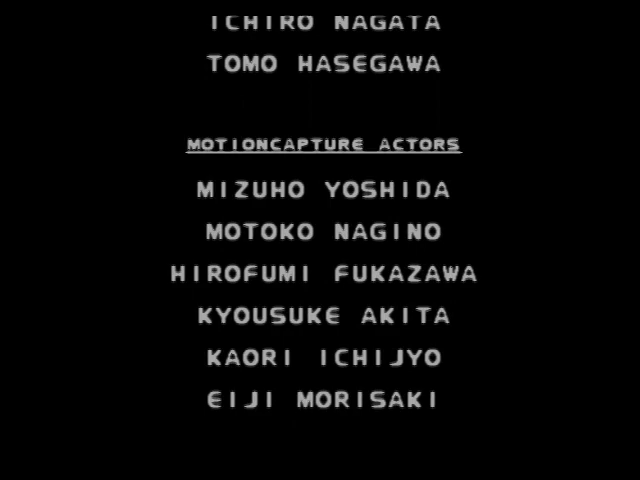 ICHIRO NAGATA
TOMO HASEGAWA
MOTIONCAPTURE ACTORS
MIZUHO YOSHIDA
MOTOKO NAGINO
HIROFUMI FUKAZAWA
KYOUSUKE AKITA
KAORI ICHIJYO
EIJI MORISAKI